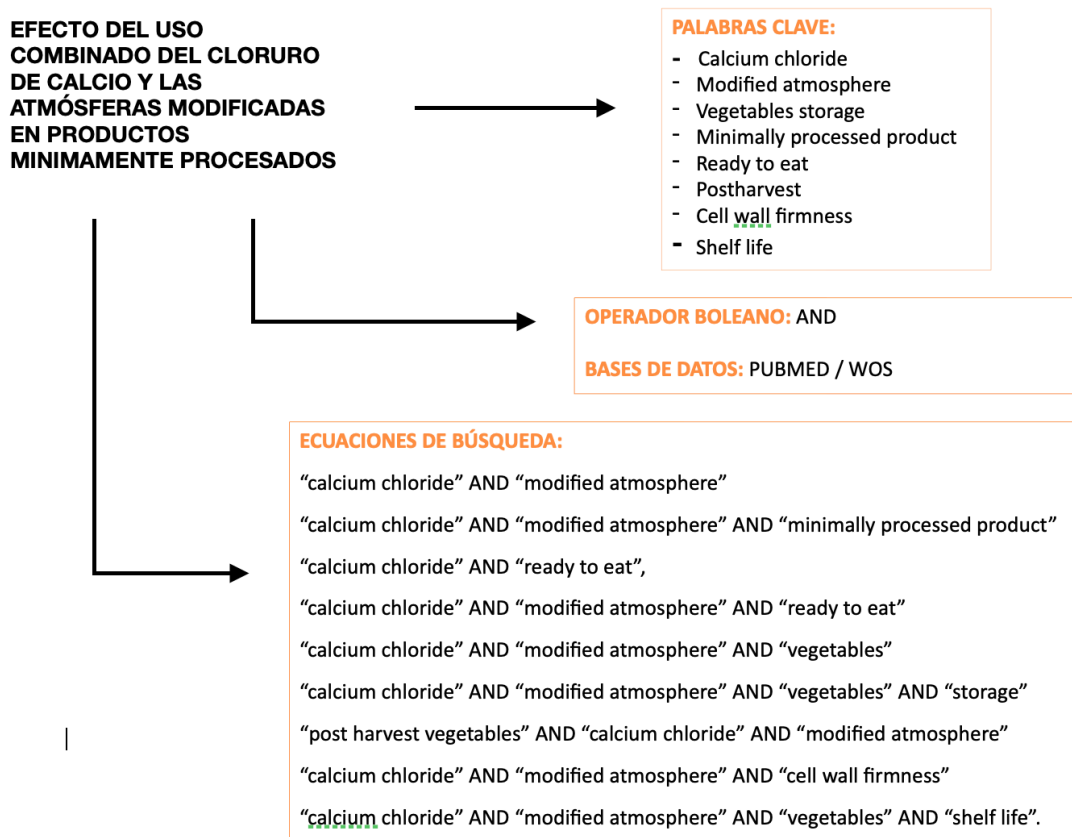 EFECTO DEL USO
COMBINADO DEL CLORURO
DE CALCIO Y LAS
ATMÓSFERAS MODIFICADAS
EN PRODUCTOS
MINIMAMENTE PROCESADOS
PALABRAS CLAVE:
- Calcium chloride
- Modified atmosphere
- Vegetables storage
- Minimally processed product
- Ready to eat
- Postharvest
- Cell wall firmness
- Shelf life
OPERADOR BOLEANO: AND
BASES DE DATOS: PUBMED / WOS
ECUACIONES DE BÚSQUEDA:
“calcium chloride” AND “modified atmosphere”
“calcium chloride” AND “modified atmosphere” AND “minimally processed product”
“calcium chloride” AND “ready to eat”,
“calcium chloride” AND “modified atmosphere” AND “ready to eat”
“calcium chloride” AND “modified atmosphere” AND “vegetables”
“calcium chloride” AND “modified atmosphere” AND “vegetables” AND “storage”
“post harvest vegetables” AND “calcium chloride” AND “modified atmosphere”
“calcium chloride” AND “modified atmosphere” AND “cell wall firmness”
“calcium chloride” AND “modified atmosphere” AND “vegetables” AND “shelf life”.